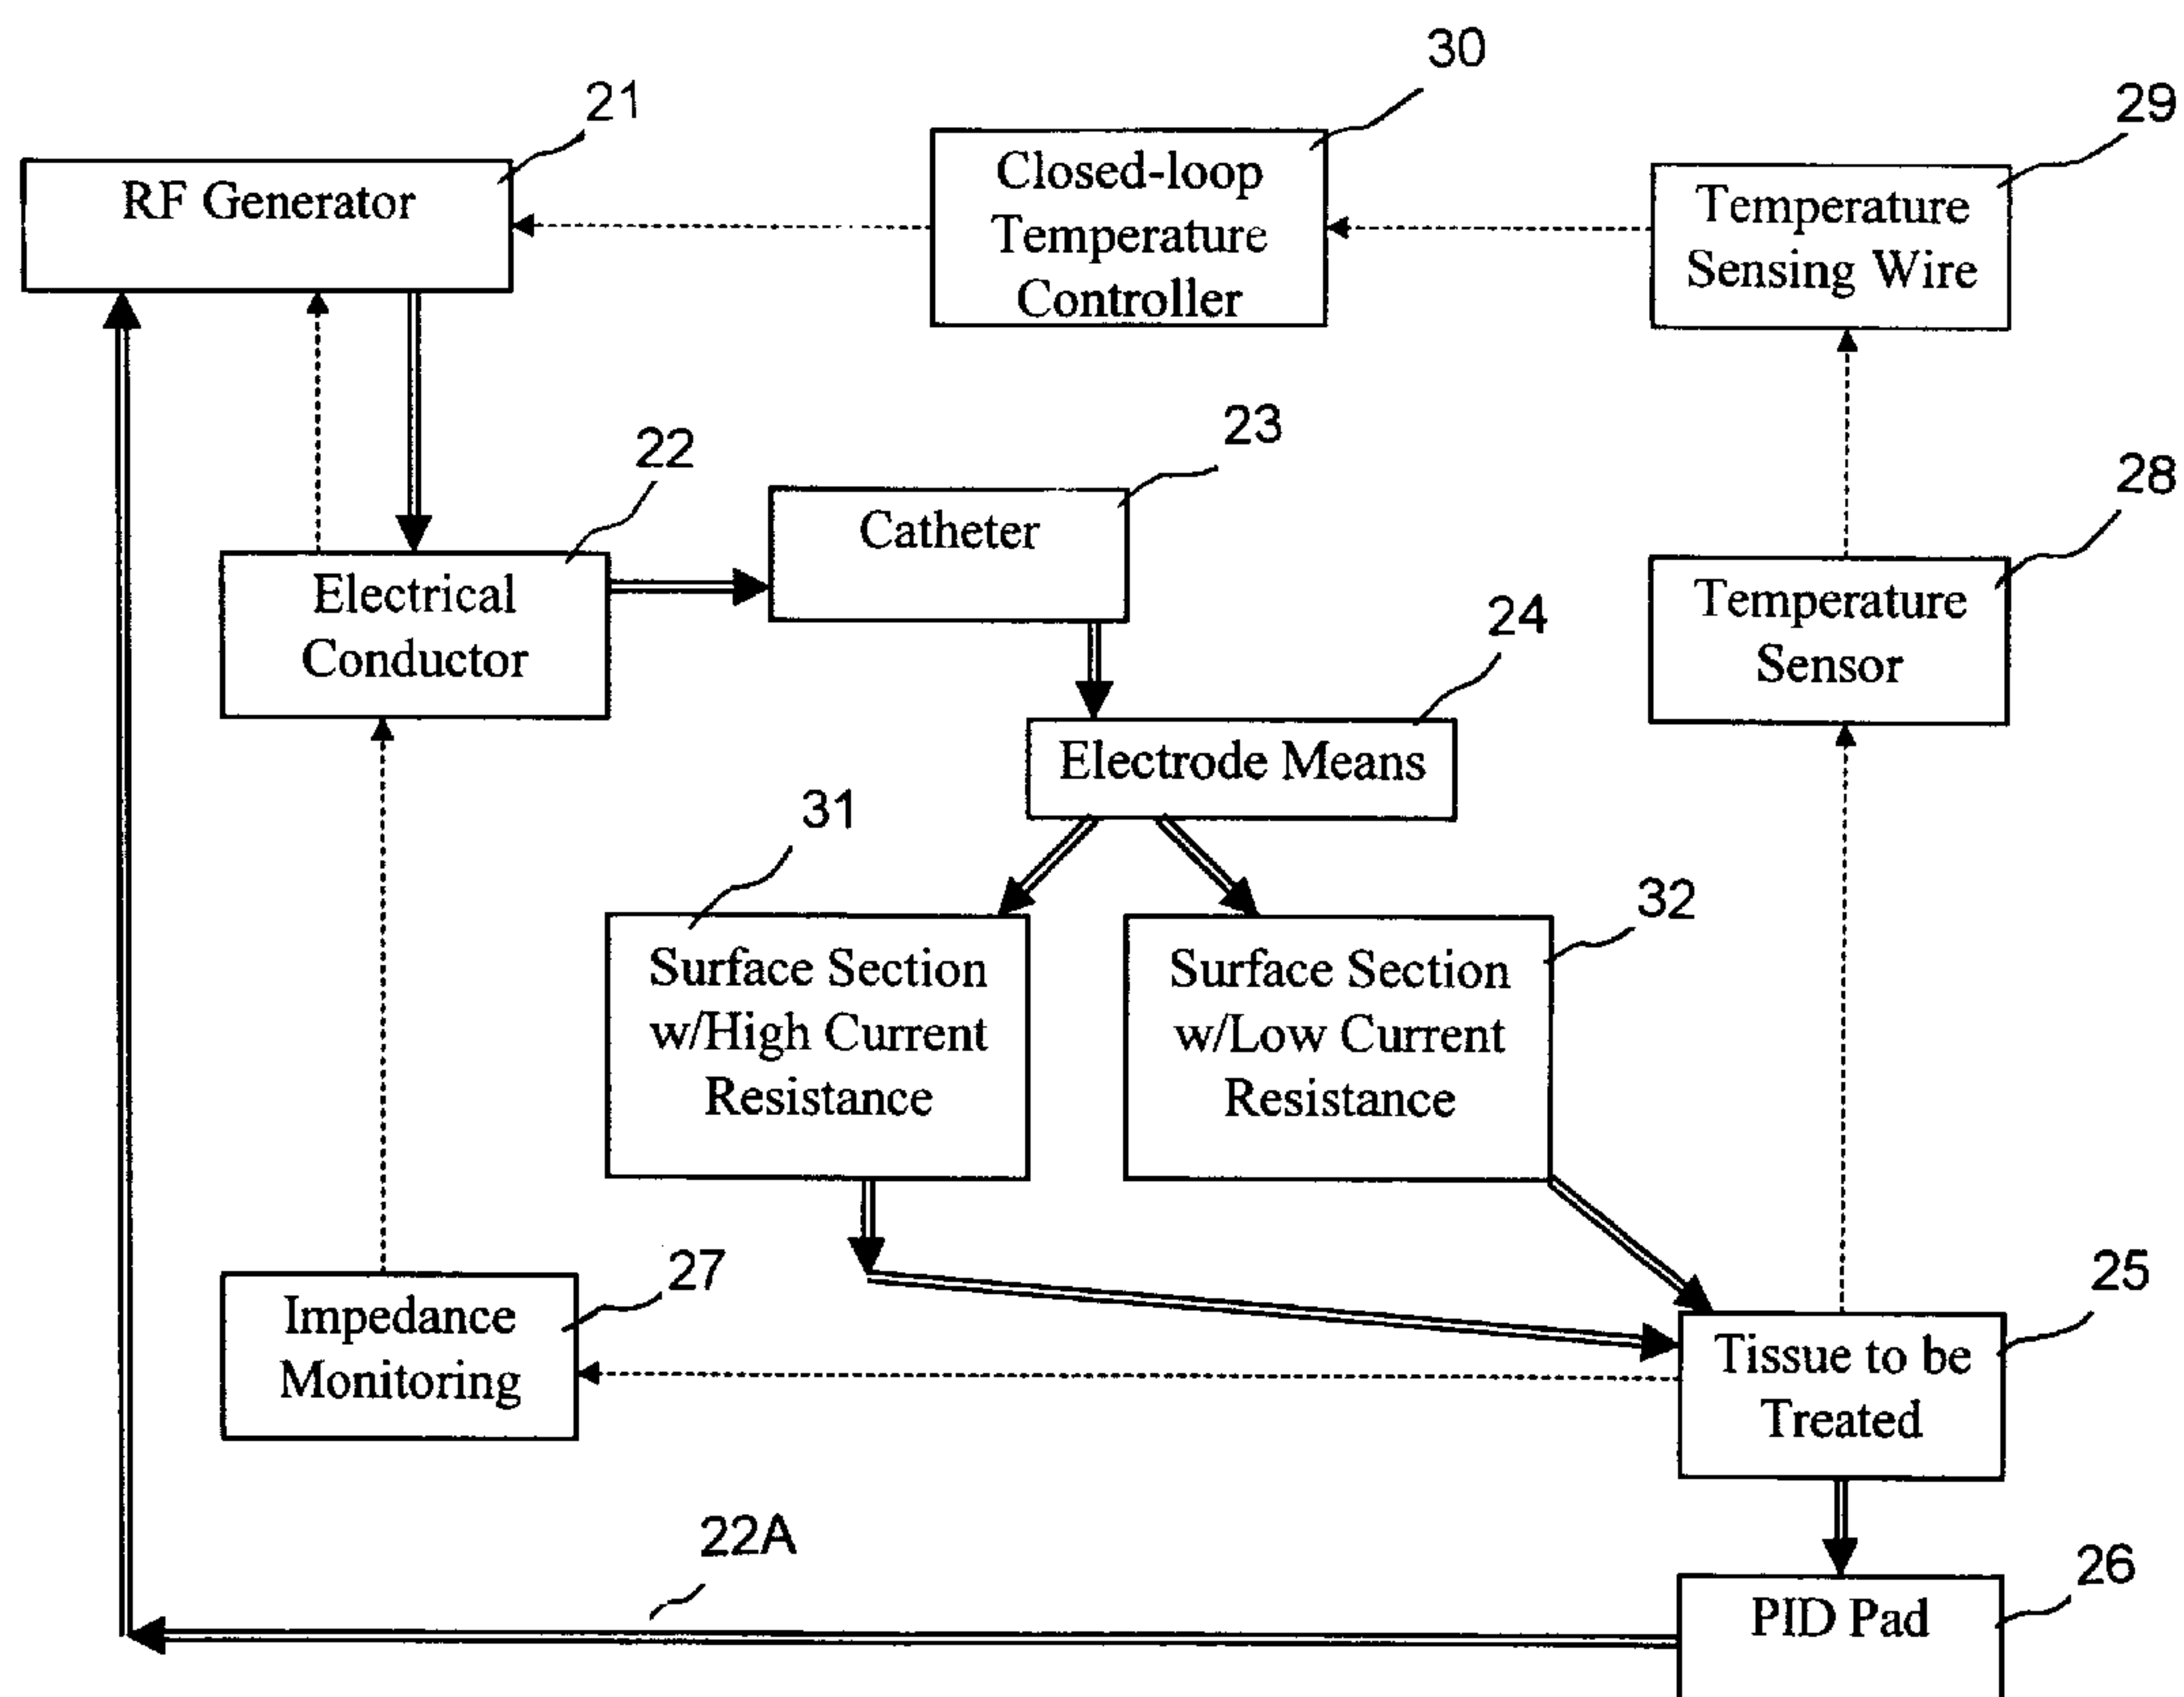 30
21
29
RF Generator
Closed-loop
Temperature
Controller
Temperature
Sensing Wire
23
22
28
Catheter
Electrical
Conductor
24
Temperature
Sensor
Electrode Means
31
32
Surface Section
w/High Current
Resistance
Surface Section
w/Low Current
Resistance
27
25
Impedance
Monitoring
Tissue to be
Treated
22A
26
PID Pad